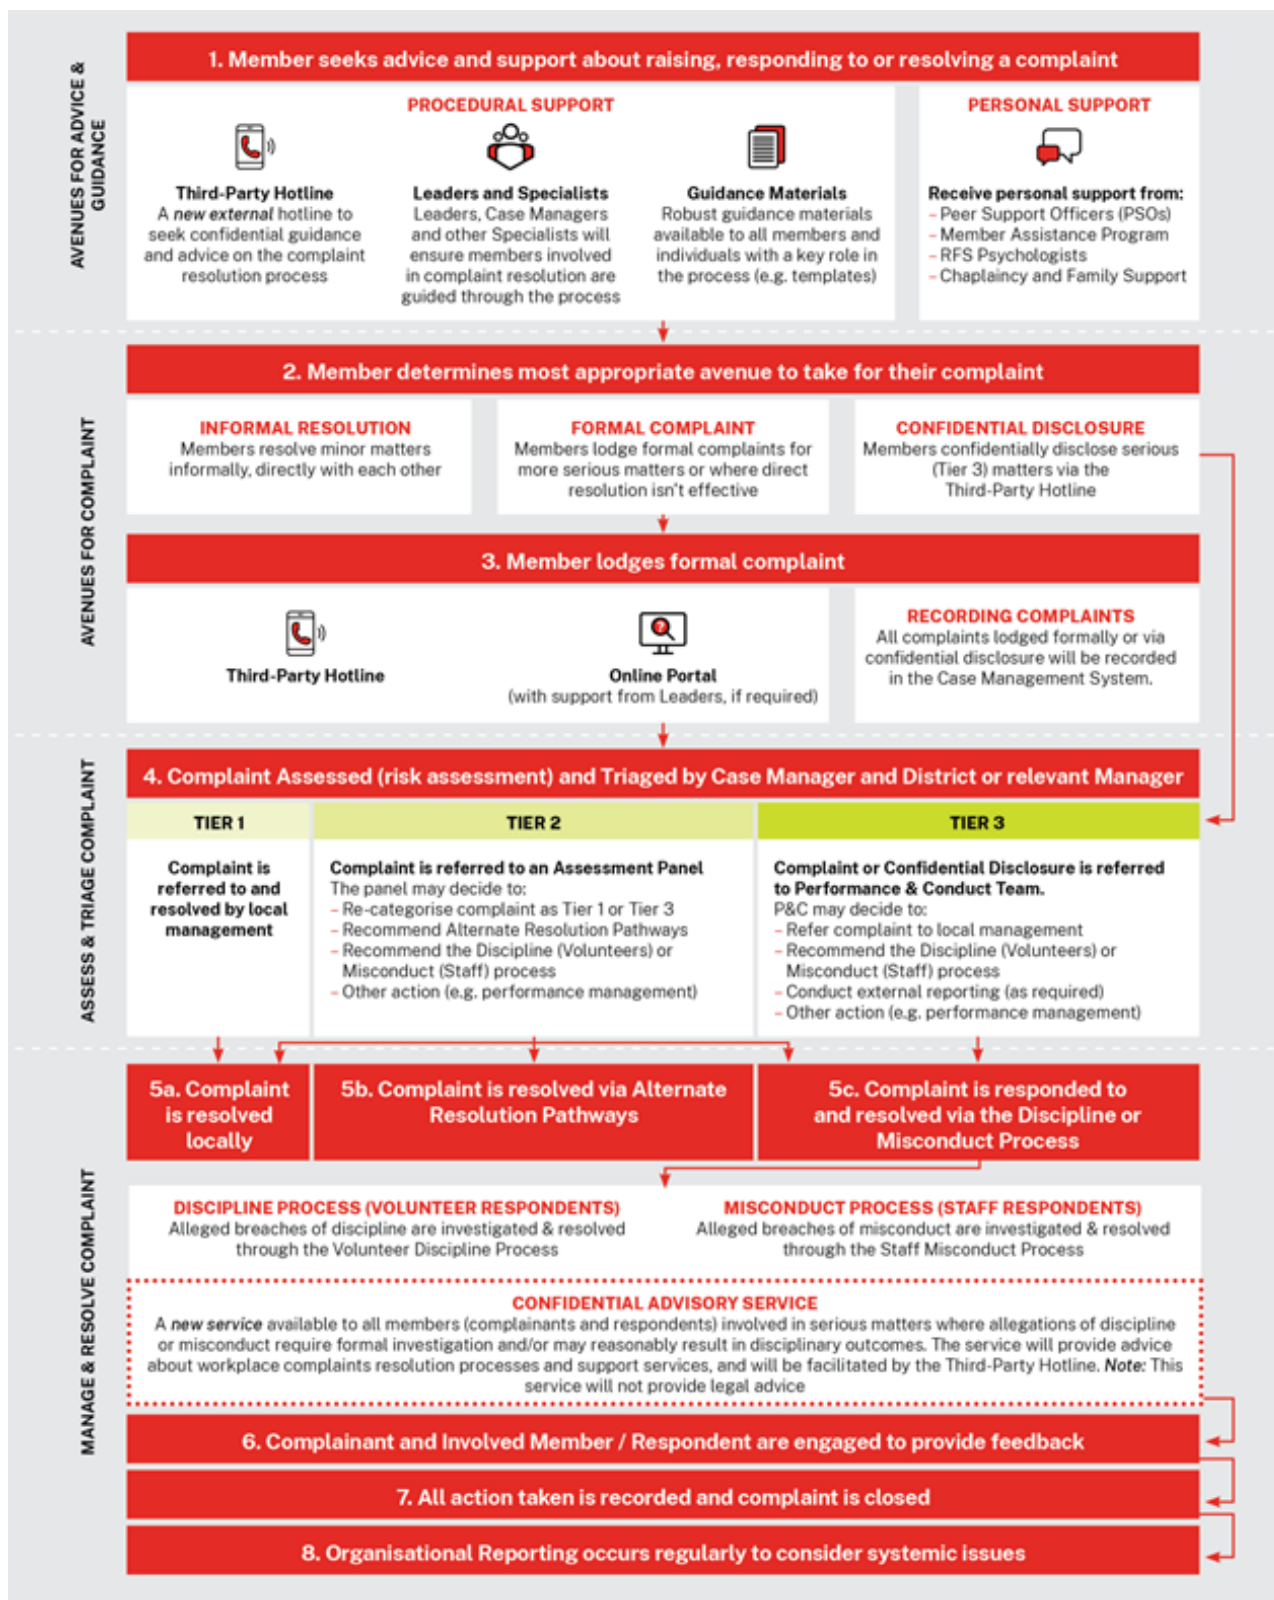 AVENUES FOR ADVICE &
GUIDANCE
1. Member seeks advice and support about raising, responding to or resolving a complaint
PROCEDURAL SUPPORT
Third-Party Hotline
A new external hotline to
seek confidential guidance
and advice on the complaint
resolution process
Leaders and Specialists
Leaders, Case Managers
and other Specialists will
ensure members involved
in complaint resolution are
guided through the process
Guidance Materials
Robust guidance materials
available to all members and
individuals with a key role in
the process (e.g. templates)
PERSONAL SUPPORT
Receive personal support from:
– Peer Support Officers (PSOs)
– Member Assistance Program
– RFS Psychologists
– Chaplaincy and Family Support
AVENUES FOR COMPLAINT
2. Member determines most appropriate avenue to take for their complaint
INFORMAL RESOLUTION
Members resolve minor matters
informally, directly with each other
FORMAL COMPLAINT
Members lodge formal complaints for
more serious matters or where direct
resolution isn't effective
CONFIDENTIAL DISCLOSURE
Members confidentially disclose serious
(Tier 3) matters via the
Third-Party Hotline
3. Member lodges formal complaint
Third-Party Hotline
?
Online Portal
(with support from Leaders, if required)
RECORDING COMPLAINTS
All complaints lodged formally or via
confidential disclosure will be recorded
in the Case Management System.
ASSESS & TRIAGE COMPLAINT
4. Complaint Assessed (risk assessment) and Triaged by Case Manager and District or relevant Manager
TIER 1
Complaint is
referred to and
resolved by local
management
TIER 2
Complaint is referred to an Assessment Panel
The panel may decide to:
– Re-categorise complaint as Tier 1 or Tier 3
– Recommend Alternate Resolution Pathways
– Recommend the Discipline (Volunteers) or
Misconduct (Staff) process
– Other action (e.g. performance management)
TIER 3
Complaint or Confidential Disclosure is referred
to Performance & Conduct Team.
P&C may decide to:
– Refer complaint to local management
– Recommend the Discipline (Volunteers) or
Misconduct (Staff) process
– Conduct external reporting (as required)
– Other action (e.g. performance management)
MANAGE & RESOLVE COMPLAINT
5a. Complaint
is resolved
locally
5b. Complaint is resolved via Alternate
Resolution Pathways
5c. Complaint is responded to
and resolved via the Discipline or
Misconduct Process
DISCIPLINE PROCESS (VOLUNTEER RESPONDENTS)
Alleged breaches of discipline are investigated & resolved
through the Volunteer Discipline Process
MISCONDUCT PROCESS (STAFF RESPONDENTS)
Alleged breaches of misconduct are investigated & resolved
through the Staff Misconduct Process
CONFIDENTIAL ADVISORY SERVICE
A new service available to all members (complainants and respondents) involved in serious matters where allegations of discipline
or misconduct require formal investigation and/or may reasonably result in disciplinary outcomes. The service will provide advice
about workplace complaints resolution processes and support services, and will be facilitated by the Third-Party Hotline. Note: This
service will not provide legal advice
6. Complainant and Involved Member / Respondent are engaged to provide feedback
7. All action taken is recorded and complaint is closed
8. Organisational Reporting occurs regularly to consider systemic issues